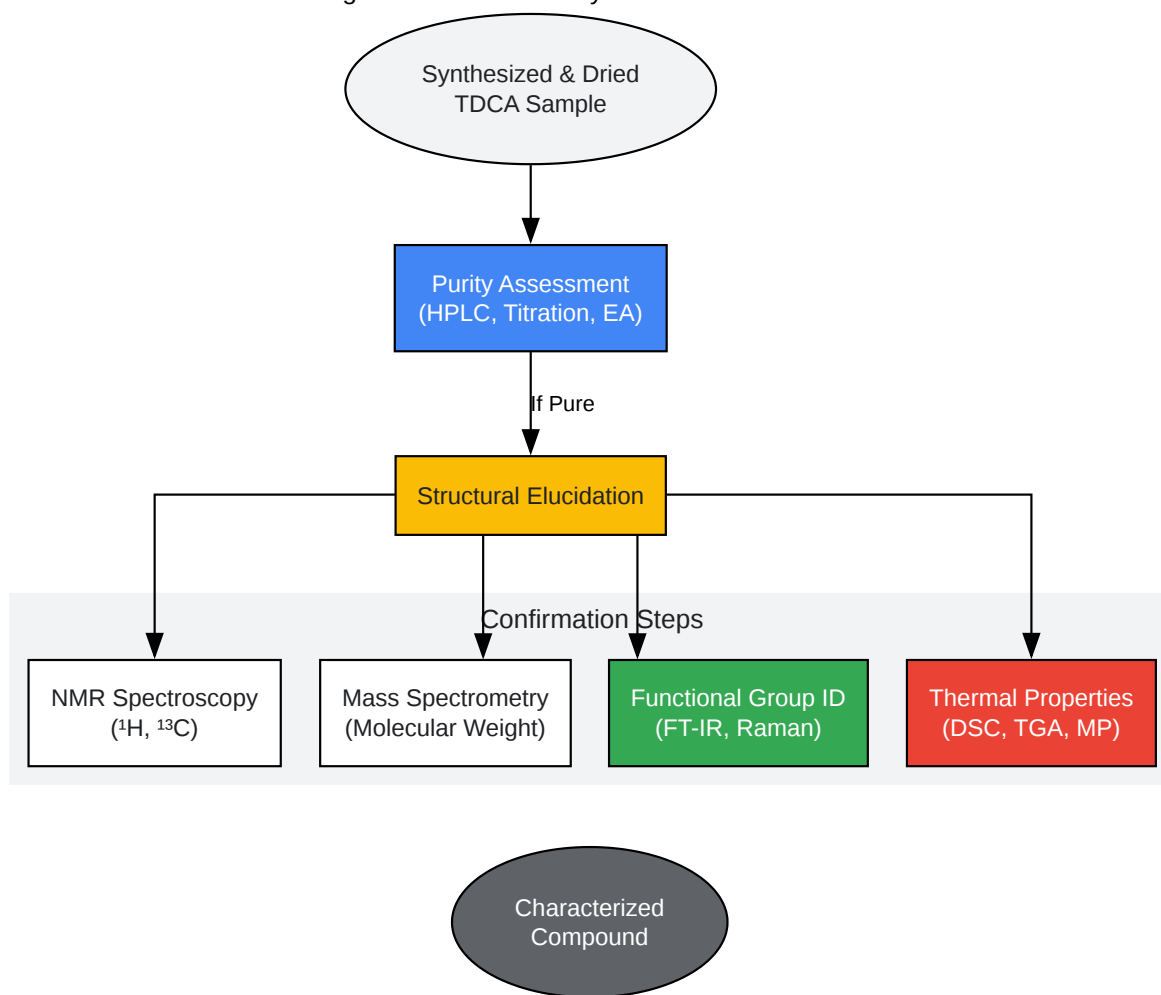 Synthesized & Dried
TDCA Sample
Purity Assessment
(HPLC, Titration, EA)
If Pure
Structural Elucidation
Confirmation Steps
NMR Spectroscopy
(¹H, ¹³C)
Mass Spectrometry
(Molecular Weight)
Functional Group ID
(FT-IR, Raman)
Thermal Properties
(DSC, TGA, MP)
Characterized
Compound